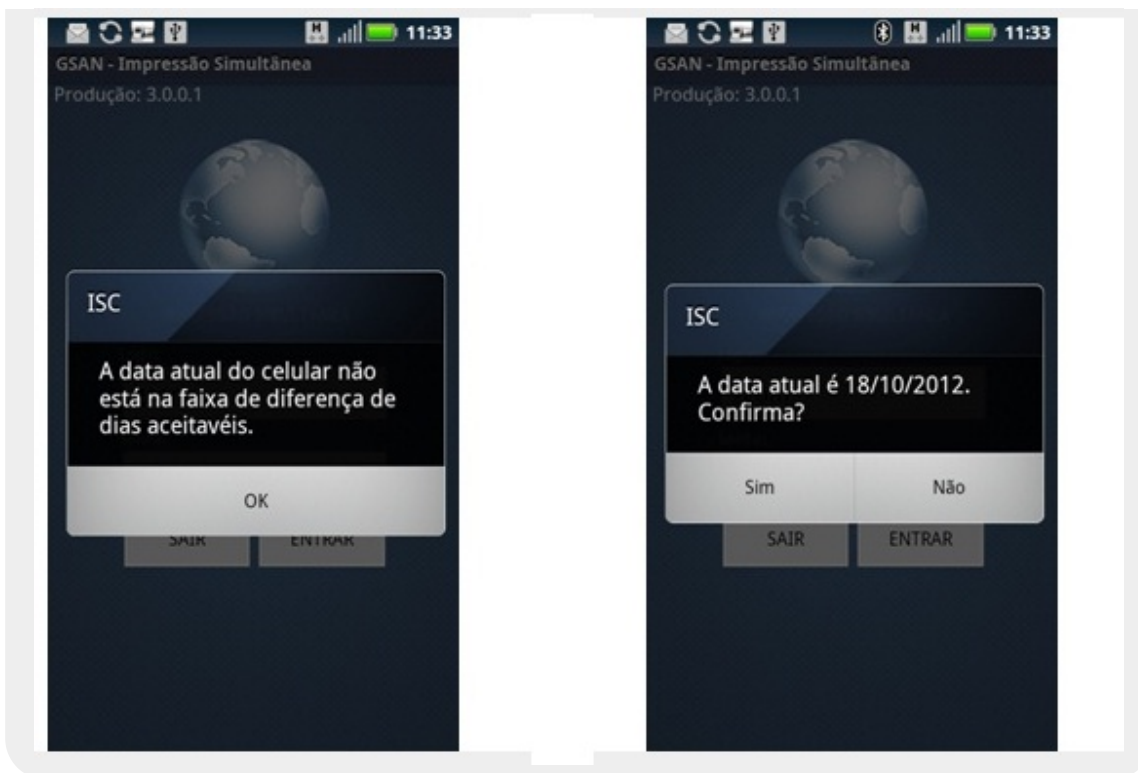 11:33
GSAN - Impressão Simultânea
Produção: 3.0.0.1
ISC
A data atual do celular não
está na faixa de diferença de
dias aceitavéis.
OK
SAIR ENTRAR
11:33
GSAN - Impressão Simultânea
Produção: 3.0.0.1
ISC
A data atual é 18/10/2012.
Confirma?
Sim Não
SAIR ENTRAR